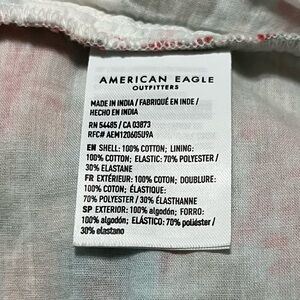 AMERICAN EAGLE
OUTFITTERS
MADE IN INDIA / FABRIQUÉ EN INDE /
HECHO EN INDIA
RN 54485 / CA 03873
RFC# AEM120605U9A
EN SHELL: 100% COTTON; LINING:
100% COTTON; ELASTIC: 70% POLYESTER /
30% ELASTANE
FR EXTÉRIEUR: 100% COTON; DOUBLURE:
100% COTON; ÉLASTIQUE:
70% POLYESTER / 30% ÉLASTHANNE
SP EXTERIOR: 100% algodón; FORRO:
100% algodón; ELÁSTICO: 70% poliéster /
30% elastano